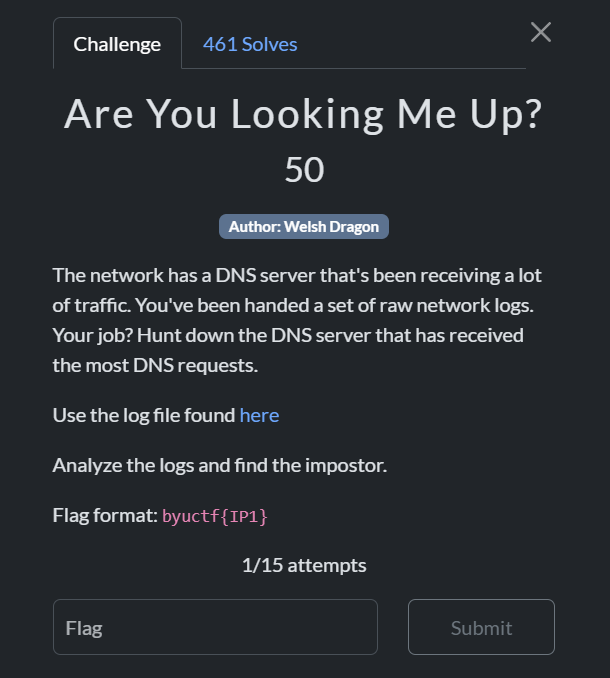 Challenge
461 Solves
Are You Looking Me Up?
50
Author: Welsh Dragon
The network has a DNS server that's been receiving a lot
of traffic. You've been handed a set of raw network logs.
Your job? Hunt down the DNS server that has received
the most DNS requests.
Use the log file found here
Analyze the logs and find the impostor.
Flag format: byuctf{IP1}
1/15 attempts
Flag
Submit